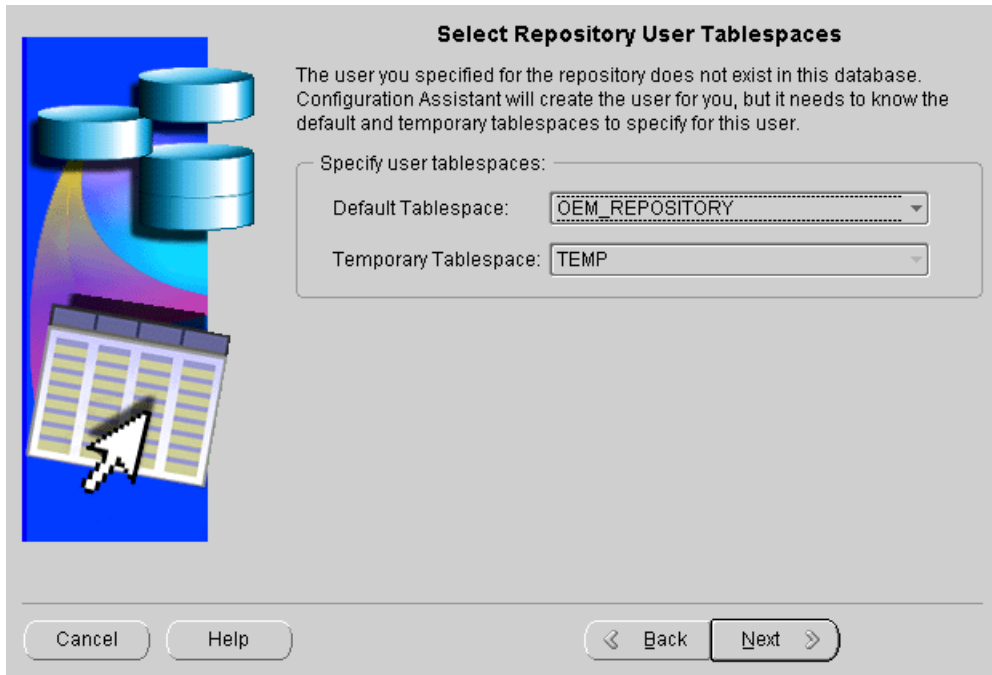 Select Repository User Tablespaces
The user you specified for the repository does not exist in this database.
Configuration Assistant will create the user for you, but it needs to know the
default and temporary tablespaces to specify for this user.
Specify user tablespaces:
Default Tablespace: OEM_REPOSITORY
Temporary Tablespace: TEMP
Cancel Help Back Next